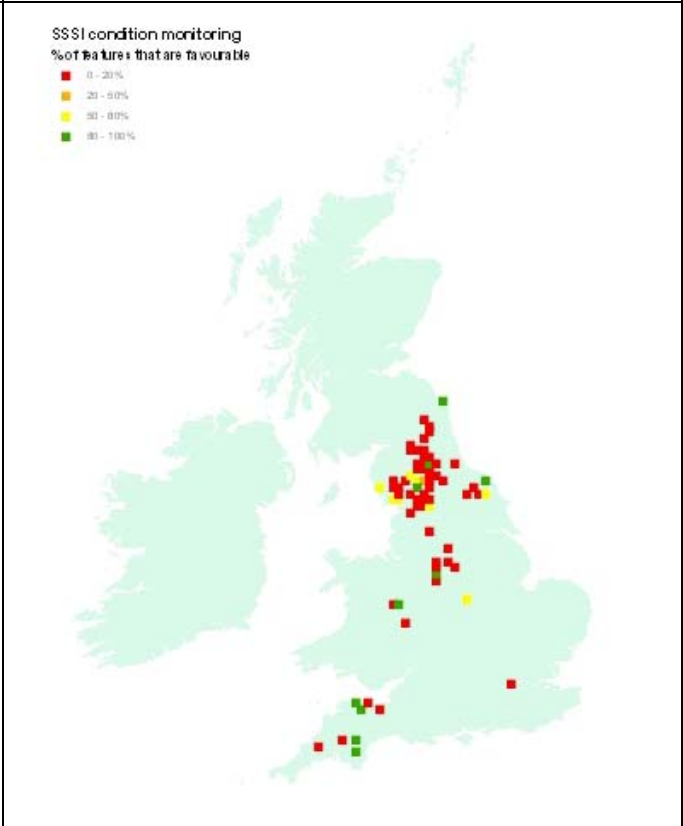 SSSI condition monitoring
% of features that are favourable
0 - 20%
20 - 50%
50 - 80%
80 - 100%